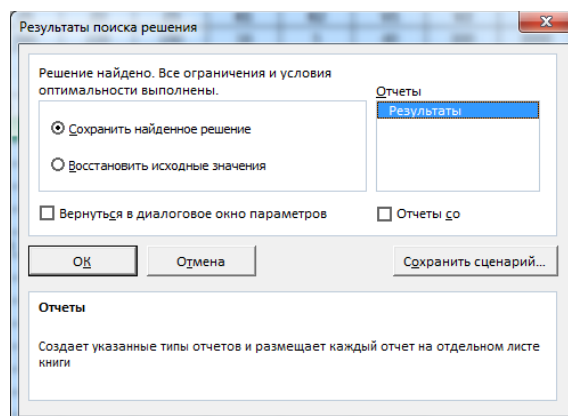 Результаты поиска решения
Решение найдено. Все ограничения и условия
оптимальности выполнены.
Отчеты
Результаты
Сохранить найденное решение
Восстановить исходные значения
Вернуться в диалоговое окно параметров
Отчеты со
ОК
Отмена
Сохранить сценарий...
Отчеты
Создает указанные типы отчетов и размещает каждый отчет на отдельном листе
книги